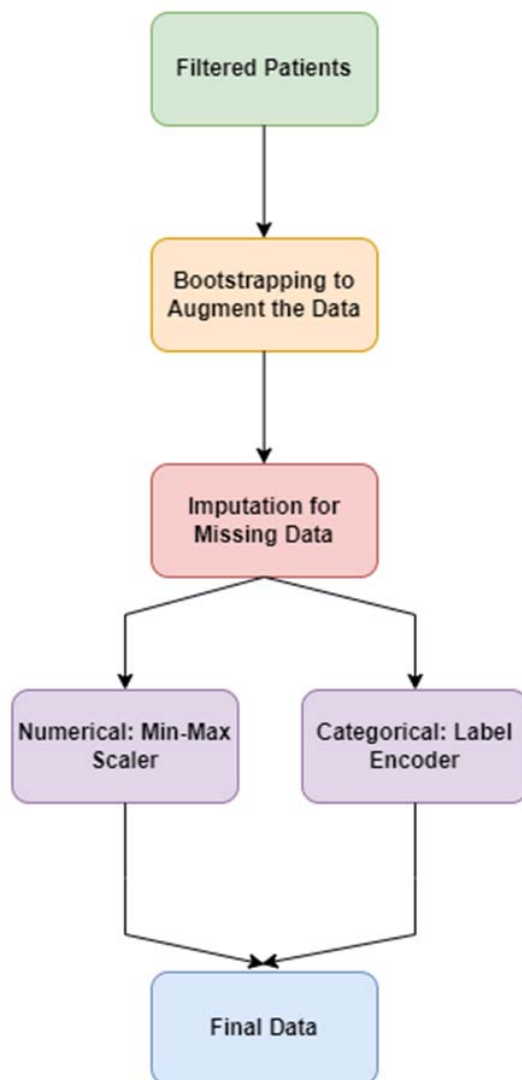 Filtered Patients
Bootstrapping to
Augment the Data
Imputation for
Missing Data
Numerical: Min-Max
Scaler
Categorical: Label
Encoder
Final Data